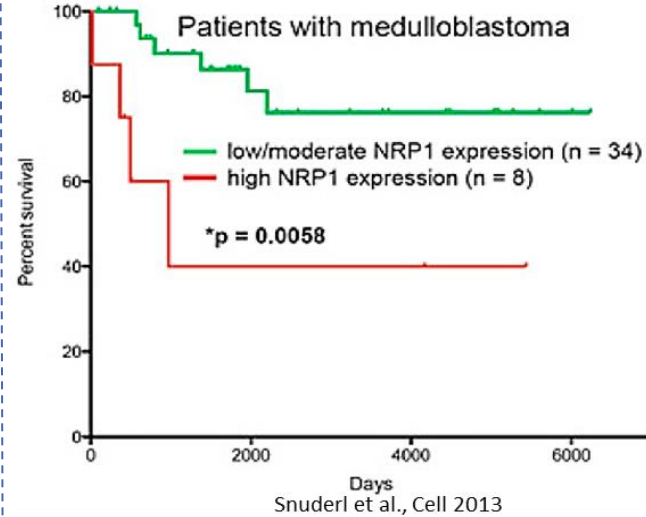 Patients with medulloblastoma
100
80
60
40
20
0
Percent survival
low/moderate NRP1 expression (n = 34)
high NRP1 expression (n = 8)
*p = 0.0058
0 2000 4000 6000
Days
Snuderl et al., Cell 2013